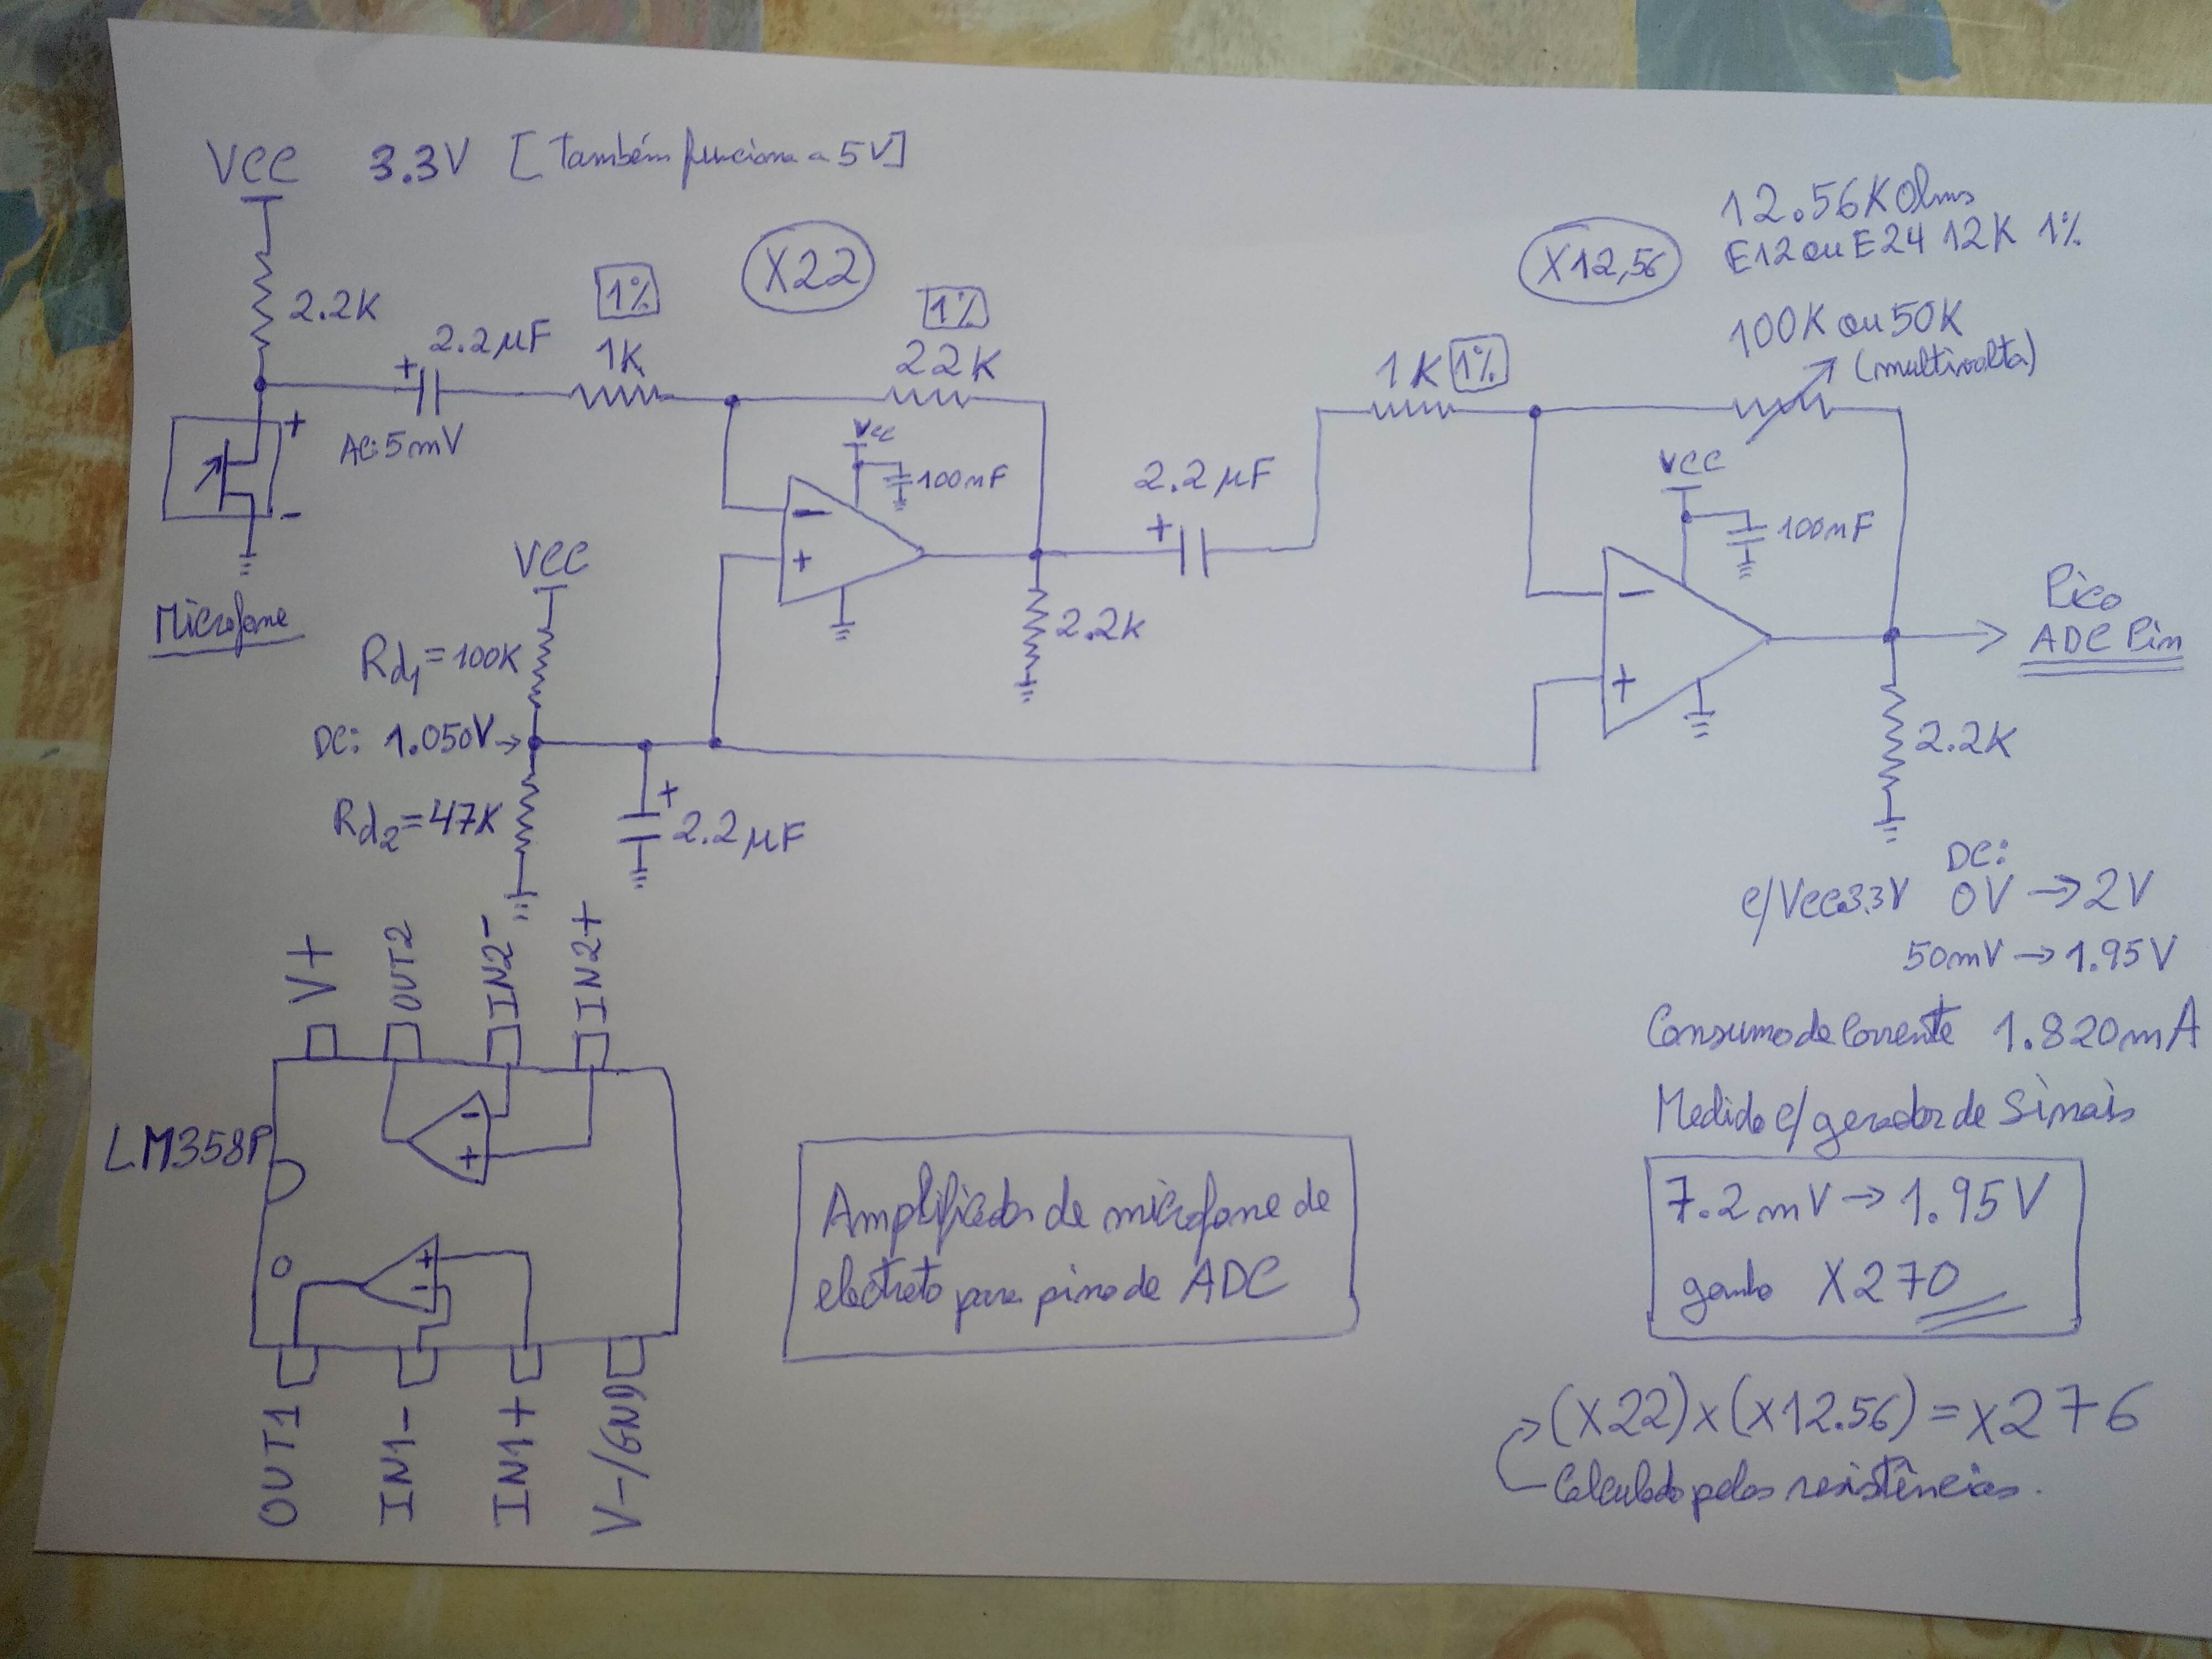 VCC 3.3V [Também funciona a 5V]
2.2K
2.2µF
+
AC: 5mV
+
-
Microfone
1%
1K
X22
1%
22K
VCC
100nF
-
+
2.2K
VCC
Rd1=100K
DC: 1.050V→
Rd2=47K
+
2.2µF
2.2µF
+
1K 1%
X12,56
12.56K Ohms
E12 ou E24 12K 1%
100K ou 50K
(multivolta)
VCC
100nF
-
+
Pico
ADC Pin
2.2K
DC:
c/Vcc3.3V 0V → 2V
50mV → 1.95V
Consumo de Corrente 1.820mA
Medido c/ gerador de Sinais
7.2mV → 1.95V
ganho X270
(X22)x(X12.56) = X276
Calculado pelas resistências.
V+
OUT2
IN2-
IN2+
LM358P
-
+
+
-
OUT1
IN1-
IN1+
V-/GND
Amplificador de microfone de
electreto para pino de ADC